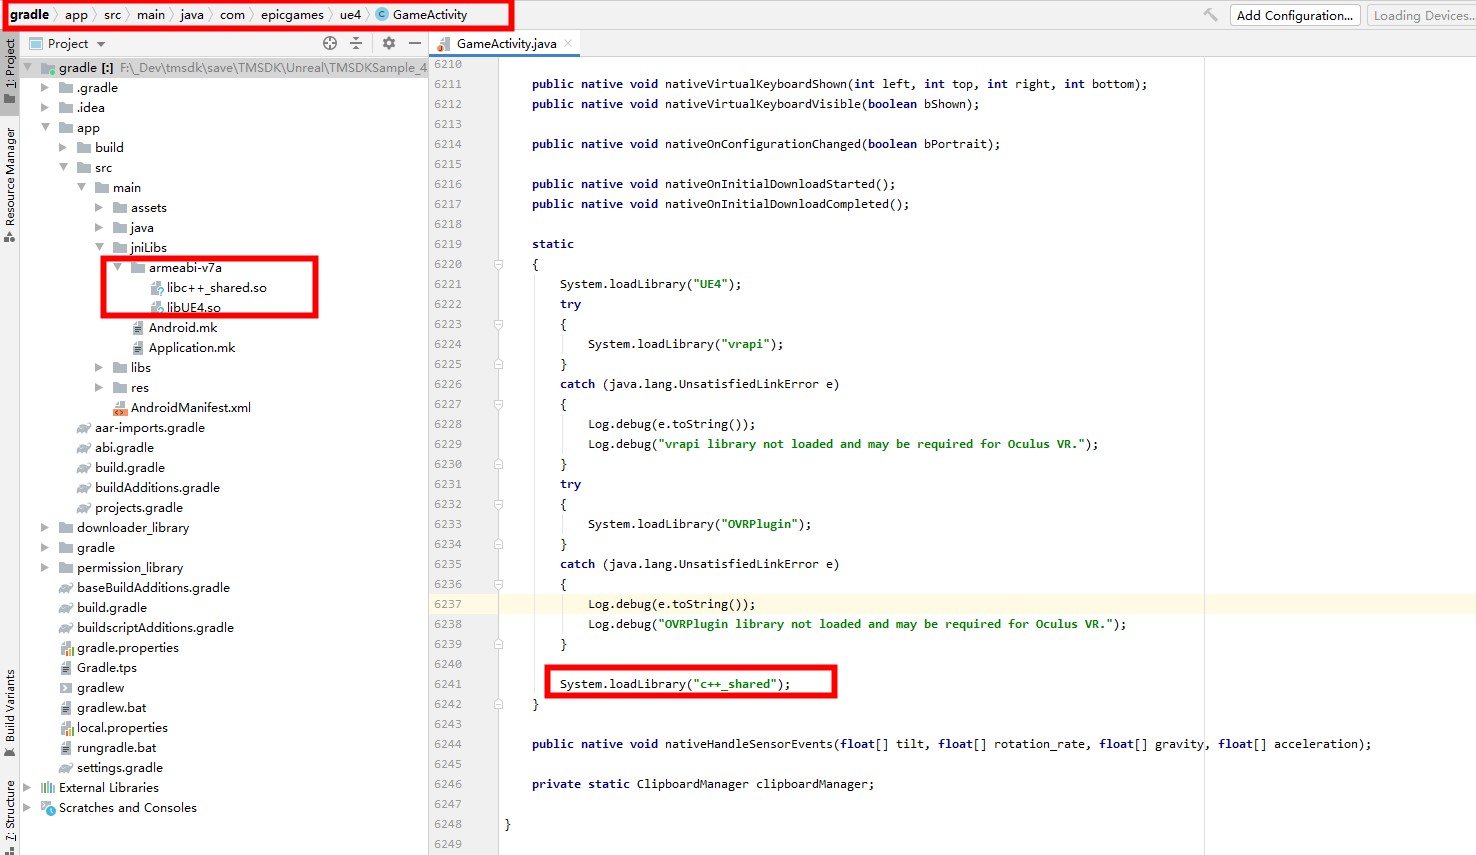 gradle app src main java com epicgames ue4 GameActivity
Add Configuration...
Loading Devices...
1: Project
Resource Manager
Build Variants
7: Structure
Project
gradle [:] F:\_Dev\tmsdk\save\TMSDK\Unreal\TMSDKSample_4
.gradle
.idea
app
build
src
main
assets
java
jniLibs
armeabi-v7a
libc++_shared.so
libUE4.so
Android.mk
Application.mk
libs
res
AndroidManifest.xml
aar-imports.gradle
abi.gradle
build.gradle
buildAdditions.gradle
projects.gradle
downloader_library
gradle
permission_library
baseBuildAdditions.gradle
build.gradle
buildscriptAdditions.gradle
gradle.properties
Gradle.tps
gradlew
gradlew.bat
local.properties
rungradle.bat
settings.gradle
External Libraries
Scratches and Consoles
GameActivity.java
6210
6211 public native void nativeVirtualKeyboardShown(int left, int top, int right, int bottom);
6212 public native void nativeVirtualKeyboardVisible(boolean bShown);
6213
6214 public native void nativeOnConfigurationChanged(boolean bPortrait);
6215
6216 public native void nativeOnInitialDownloadStarted();
6217 public native void nativeOnInitialDownloadCompleted();
6218
6219 static
6220 {
6221 System.loadLibrary("UE4");
6222 try
6223 {
6224 System.loadLibrary("vrapi");
6225 }
6226 catch (java.lang.UnsatisfiedLinkError e)
6227 {
6228 Log.debug(e.toString());
6229 Log.debug("vrapi library not loaded and may be required for Oculus VR.");
6230 }
6231 try
6232 {
6233 System.loadLibrary("OVRPlugin");
6234 }
6235 catch (java.lang.UnsatisfiedLinkError e)
6236 {
6237 Log.debug(e.toString());
6238 Log.debug("OVRPlugin library not loaded and may be required for Oculus VR.");
6239 }
6240
6241 System.loadLibrary("c++_shared");
6242 }
6243
6244 public native void nativeHandleSensorEvents(float[] tilt, float[] rotation_rate, float[] gravity, float[] acceleration);
6245
6246 private static ClipboardManager clipboardManager;
6247
6248 }
6249